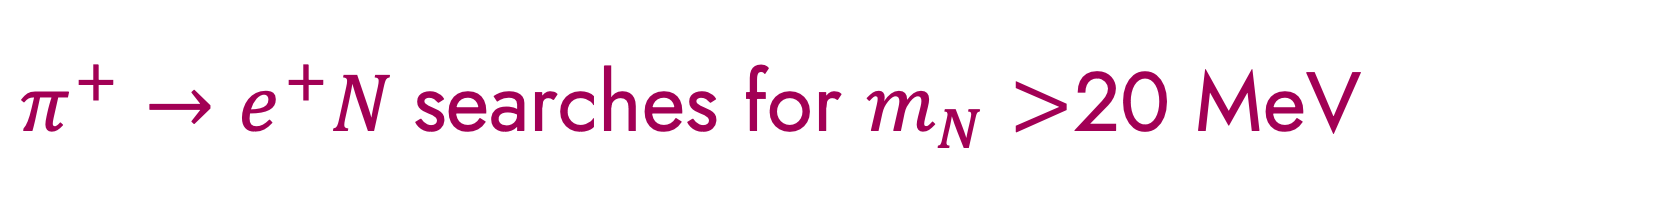 π⁺ → e⁺N searches for m_N >20 MeV